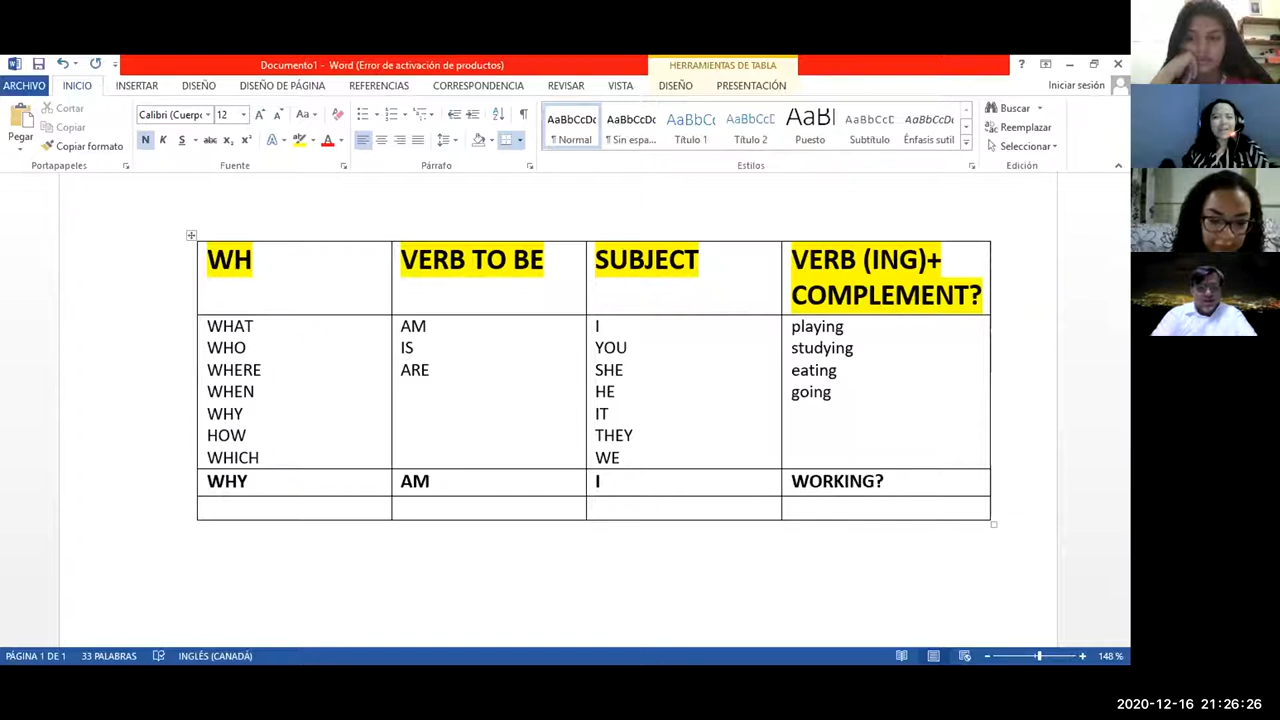 Documento1 - Word (Error de activación de productos)
HERRAMIENTAS DE TABLA
ARCHIVO INICIO INSERTAR DISEÑO DISEÑO DE PÁGINA REFERENCIAS CORRESPONDENCIA REVISAR VISTA DISEÑO PRESENTACIÓN Iniciar sesión
Pegar
Cortar
Copiar
Copiar formato
Portapapeles
Calibri (Cuerpo 12
N K S abc x₂ x²
Fuente
Párrafo
AaBbCcDc AaBbCcDc AaBbCc AaBbCcD AaBl AaBbCcD AaBbCcDc
¶ Normal ¶ Sin espa... Título 1 Título 2 Puesto Subtítulo Énfasis sutil
Estilos
Buscar
Reemplazar
Seleccionar
Edición
WH VERB TO BE SUBJECT VERB (ING)+
COMPLEMENT?
WHAT AM I playing
WHO IS YOU studying
WHERE ARE SHE eating
WHEN HE going
WHY IT
HOW THEY
WHICH WE
WHY AM I WORKING?
PÁGINA 1 DE 1 33 PALABRAS INGLÉS (CANADÁ) 148 %
2020-12-16 21:26:26